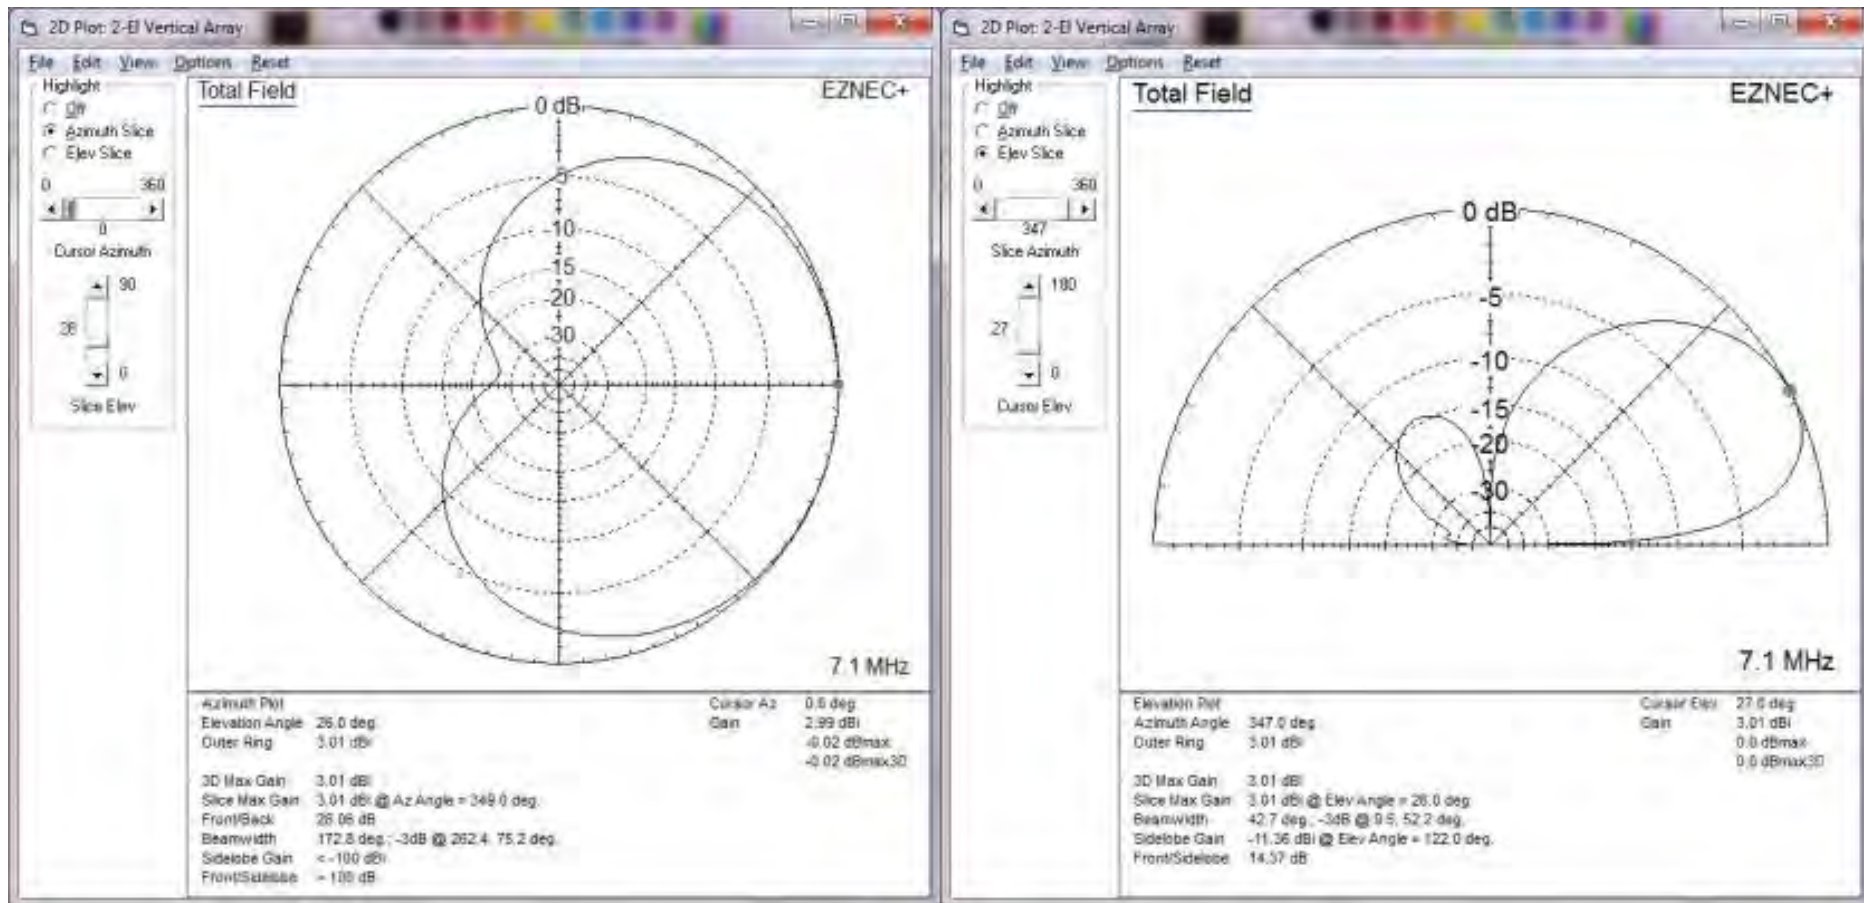 2D Plot: 2-El Vertical Array
File Edit View Options Reset
Highlight
Off
Azimuth Slice
Elev Slice
0 360
0
Cursor Azimuth
90
0
Slice Elev
Total Field
EZNEC+
0 dB
-5
-10
-15
-20
-30
7.1 MHz
Azimuth Plot
Elevation Angle 26.0 deg.
Outer Ring 3.01 dBi
3D Max Gain 3.01 dBi
Slice Max Gain 3.01 dBi @ Az Angle = 349.0 deg.
Front/Back 26.06 dB
Beamwidth 172.8 deg.; -3dB @ 262.4, 75.2 deg.
Sidelobe Gain < -100 dBi
Front/Sidelobe > 100 dB
Cursor Az 0.0 deg.
Gain 2.99 dBi
-0.02 dBmax
-0.02 dBmax3D
2D Plot: 2-El Vertical Array
File Edit View Options Reset
Highlight
Off
Azimuth Slice
Elev Slice
0 360
347
Slice Azimuth
180
27
0
Cursor Elev
Total Field
EZNEC+
0 dB
-5
-10
-15
-20
-30
7.1 MHz
Elevation Plot
Azimuth Angle 347.0 deg.
Outer Ring 3.01 dBi
3D Max Gain 3.01 dBi
Slice Max Gain 3.01 dBi @ Elev Angle = 26.0 deg.
Beamwidth 42.7 deg.; -3dB @ 9.5, 52.2 deg.
Sidelobe Gain -11.36 dBi @ Elev Angle = 122.0 deg.
Front/Sidelobe 14.37 dB
Cursor Elev 27.0 deg.
Gain 3.01 dBi
0.0 dBmax
0.0 dBmax3D